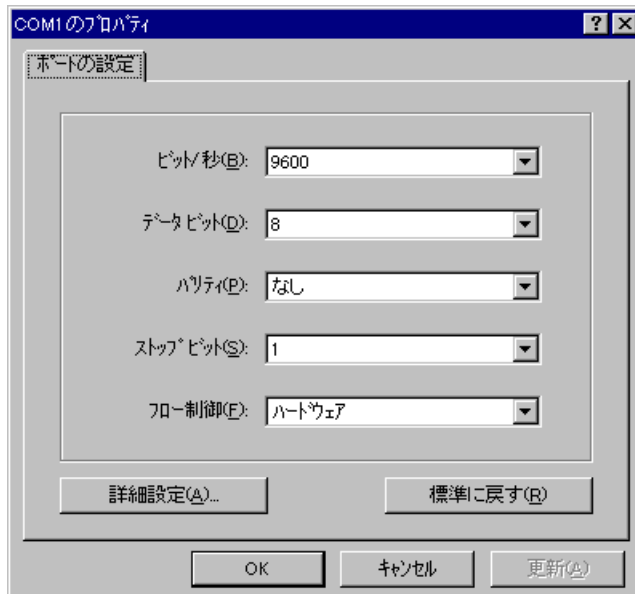 COM1のﾌﾟﾛﾊﾟﾃｨ
ﾎﾟｰﾄの設定
ﾋﾞｯﾄ/秒(B): 9600
ﾃﾞｰﾀ ﾋﾞｯﾄ(D): 8
ﾊﾟﾘﾃｨ(P): なし
ｽﾄｯﾌﾟ ﾋﾞｯﾄ(S): 1
ﾌﾛｰ制御(F): ﾊｰﾄﾞｳｪｱ
詳細設定(A)... 標準に戻す(R)
OK ｷｬﾝｾﾙ 更新(A)